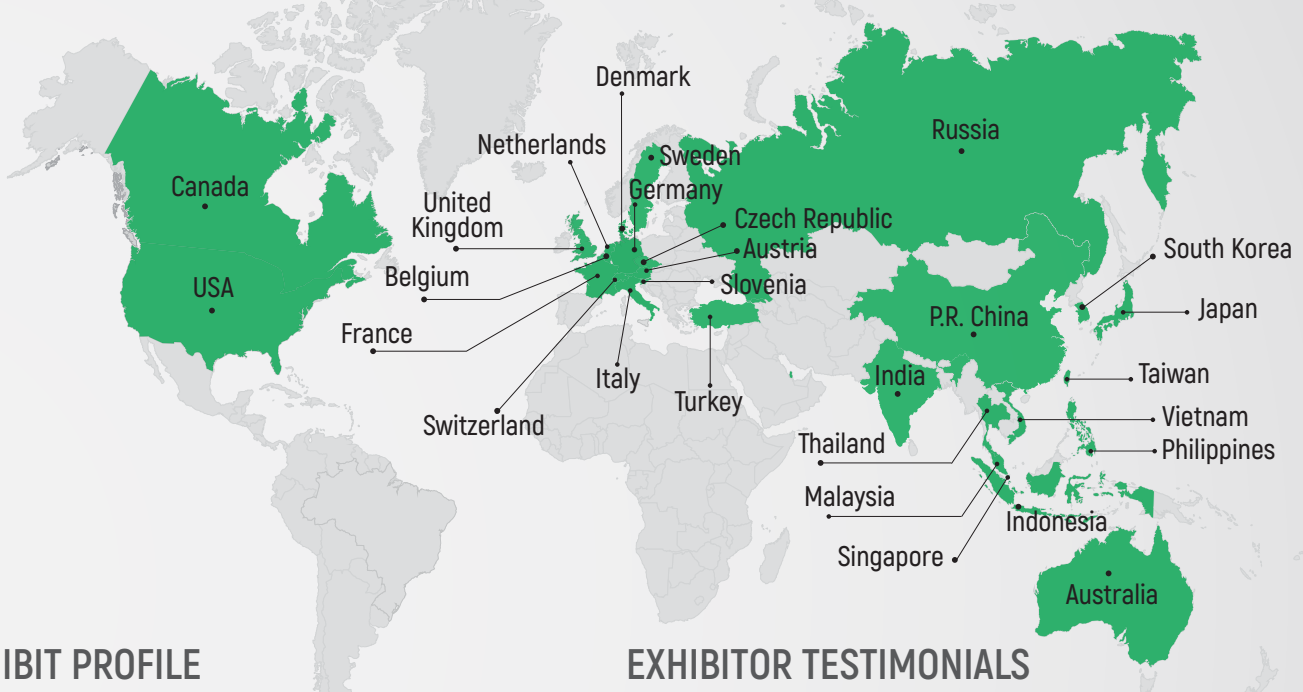 Denmark
Netherlands
Sweden
Russia
Canada
Germany
United
Kingdom
Czech Republic
Austria
South Korea
Belgium
Slovenia
USA
Japan
P.R. China
France
Italy
India
Taiwan
Turkey
Switzerland
Vietnam
Thailand
Philippines
Malaysia
Indonesia
Singapore
Australia
IBIT PROFILE
EXHIBITOR TESTIMONIALS